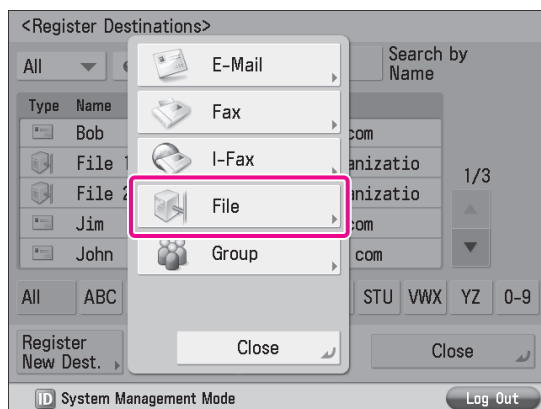 <Register Destinations>
All
Search by
Name
E-Mail
Fax
I-Fax
File
Group
Close
Type Name
Bob com
File 1 anizatio
File 2 anizatio
Jim com
John com
1/3
All ABC STU VWX YZ 0-9
Register
New Dest.
Close
ID System Management Mode Log Out